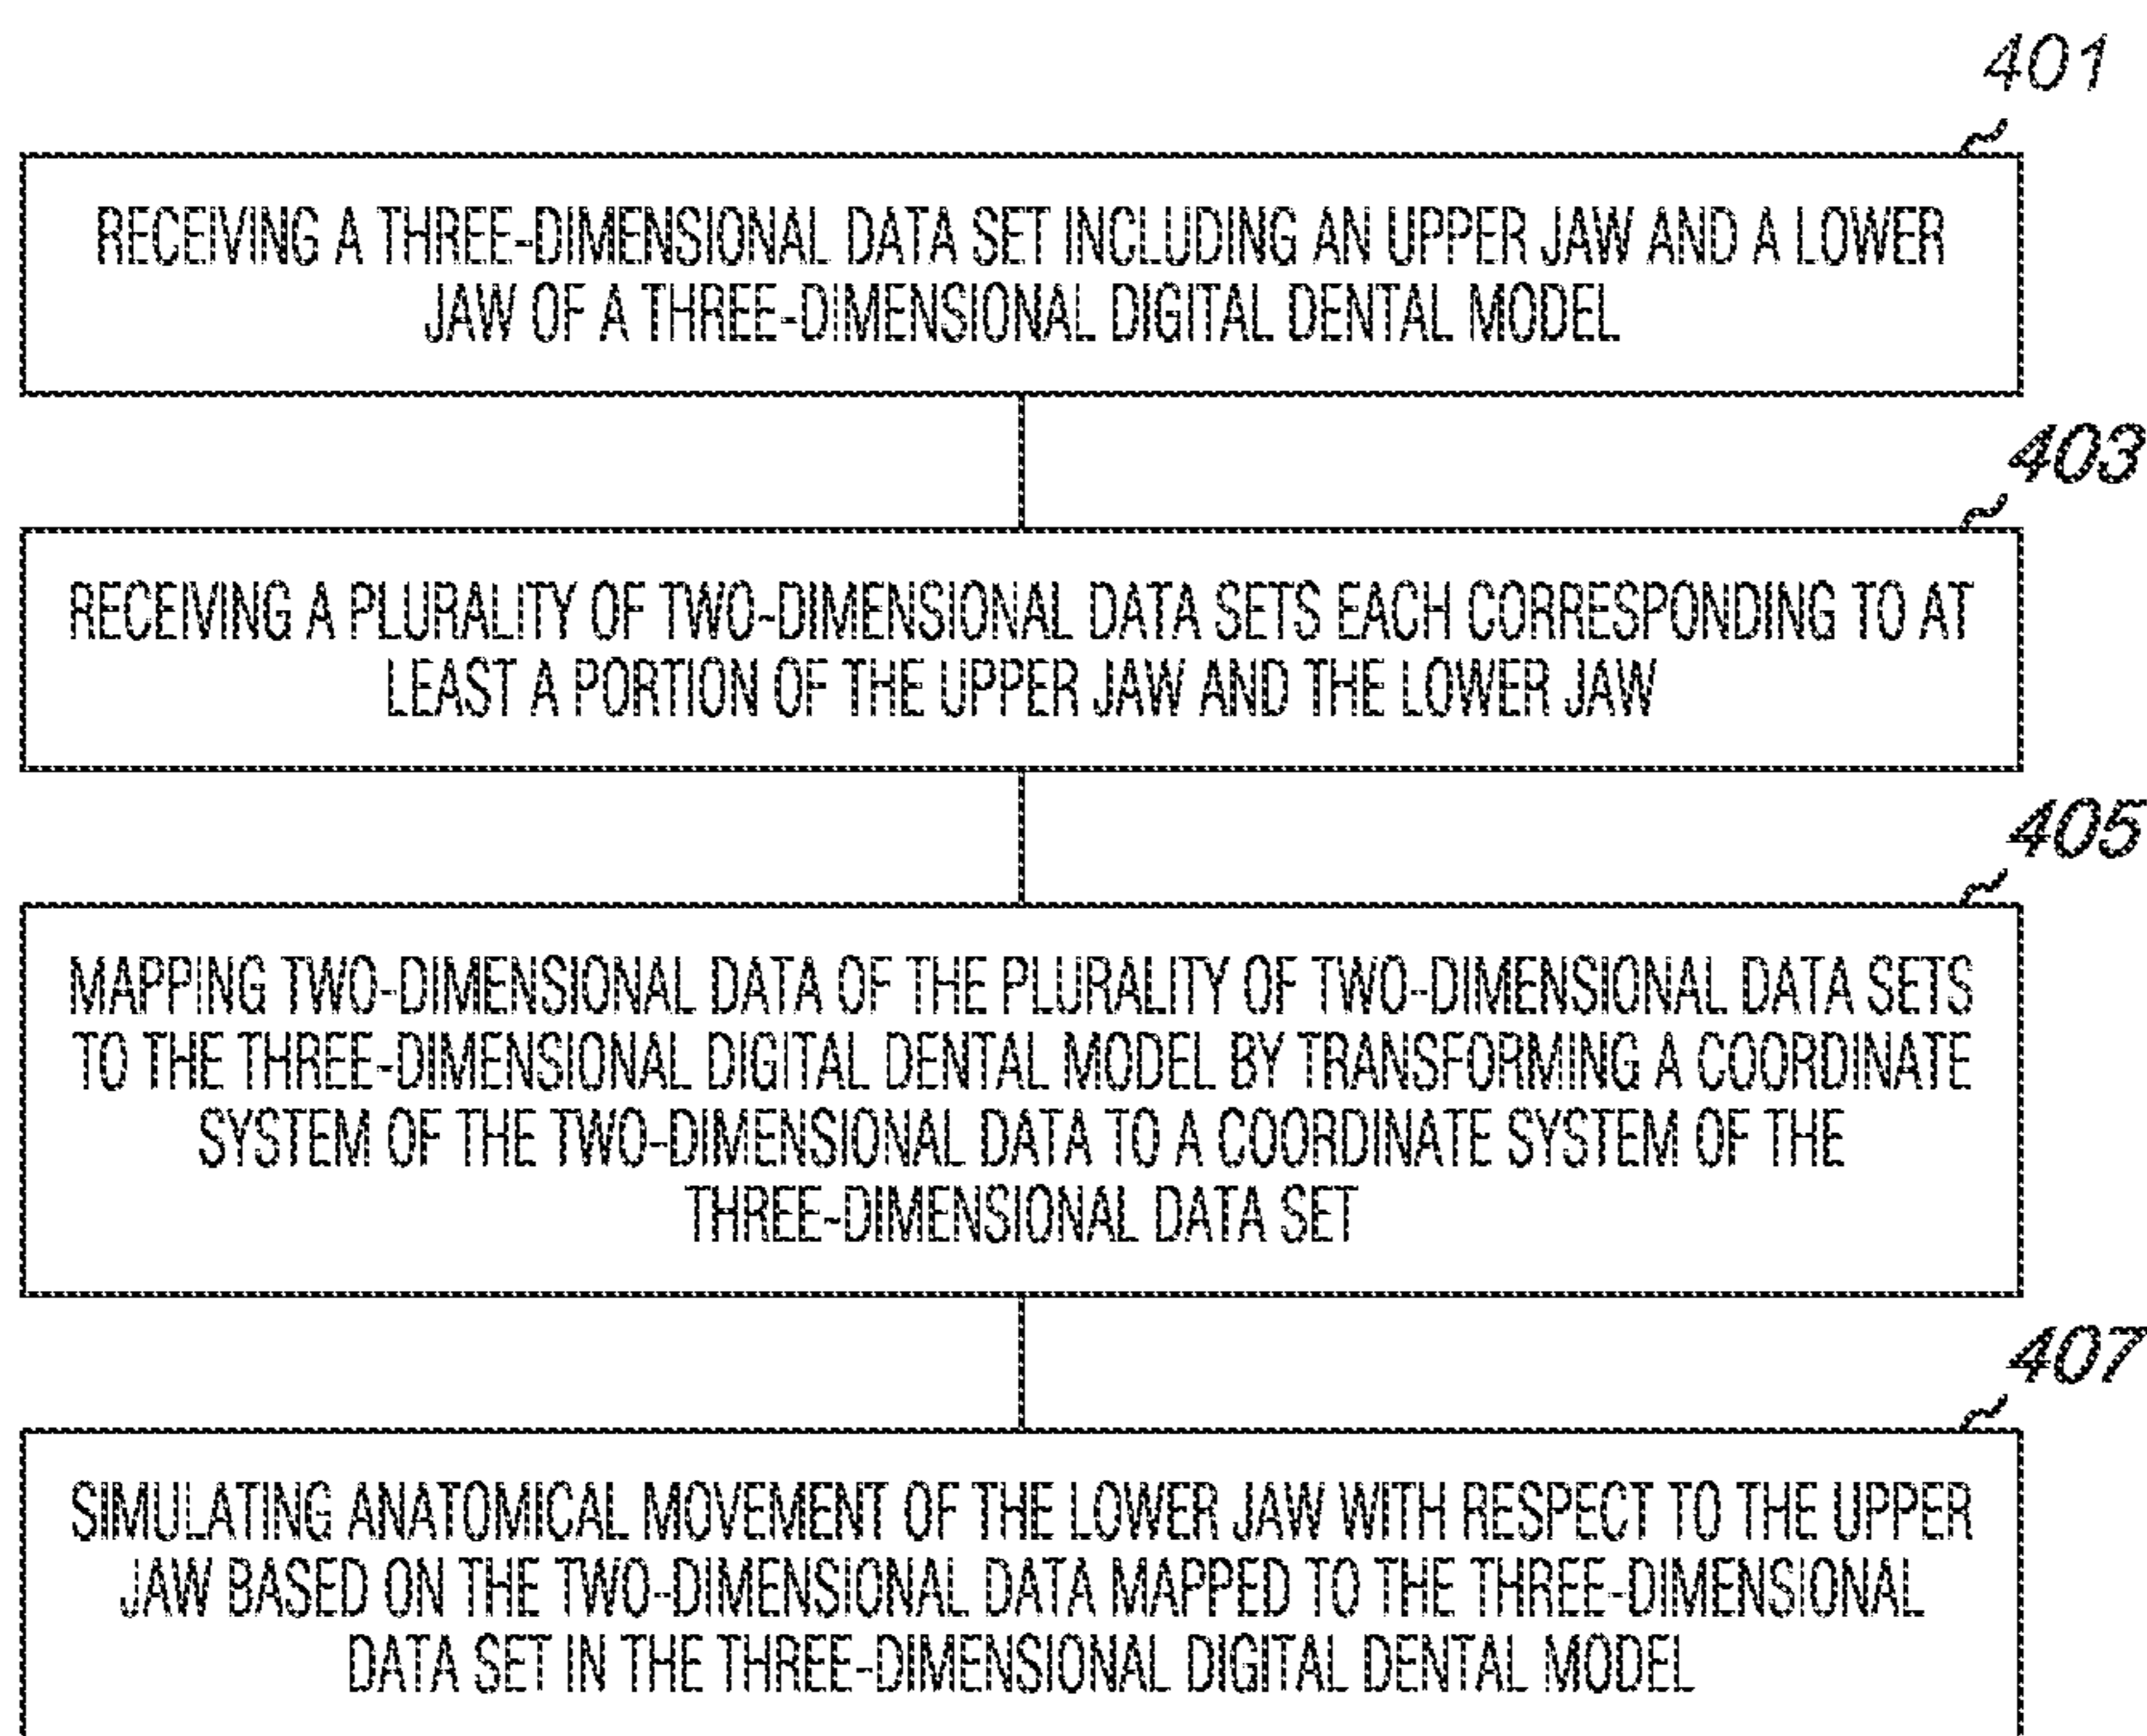 401
RECEIVING A THREE-DIMENSIONAL DATA SET INCLUDING AN UPPER JAW AND A LOWER
JAW OF A THREE-DIMENSIONAL DIGITAL DENTAL MODEL
403
RECEIVING A PLURALITY OF TWO-DIMENSIONAL DATA SETS EACH CORRESPONDING TO AT
LEAST A PORTION OF THE UPPER JAW AND THE LOWER JAW
405
MAPPING TWO-DIMENSIONAL DATA OF THE PLURALITY OF TWO-DIMENSIONAL DATA SETS
TO THE THREE-DIMENSIONAL DIGITAL DENTAL MODEL BY TRANSFORMING A COORDINATE
SYSTEM OF THE TWO-DIMENSIONAL DATA TO A COORDINATE SYSTEM OF THE
THREE-DIMENSIONAL DATA SET
407
SIMULATING ANATOMICAL MOVEMENT OF THE LOWER JAW WITH RESPECT TO THE UPPER
JAW BASED ON THE TWO-DIMENSIONAL DATA MAPPED TO THE THREE-DIMENSIONAL
DATA SET IN THE THREE-DIMENSIONAL DIGITAL DENTAL MODEL